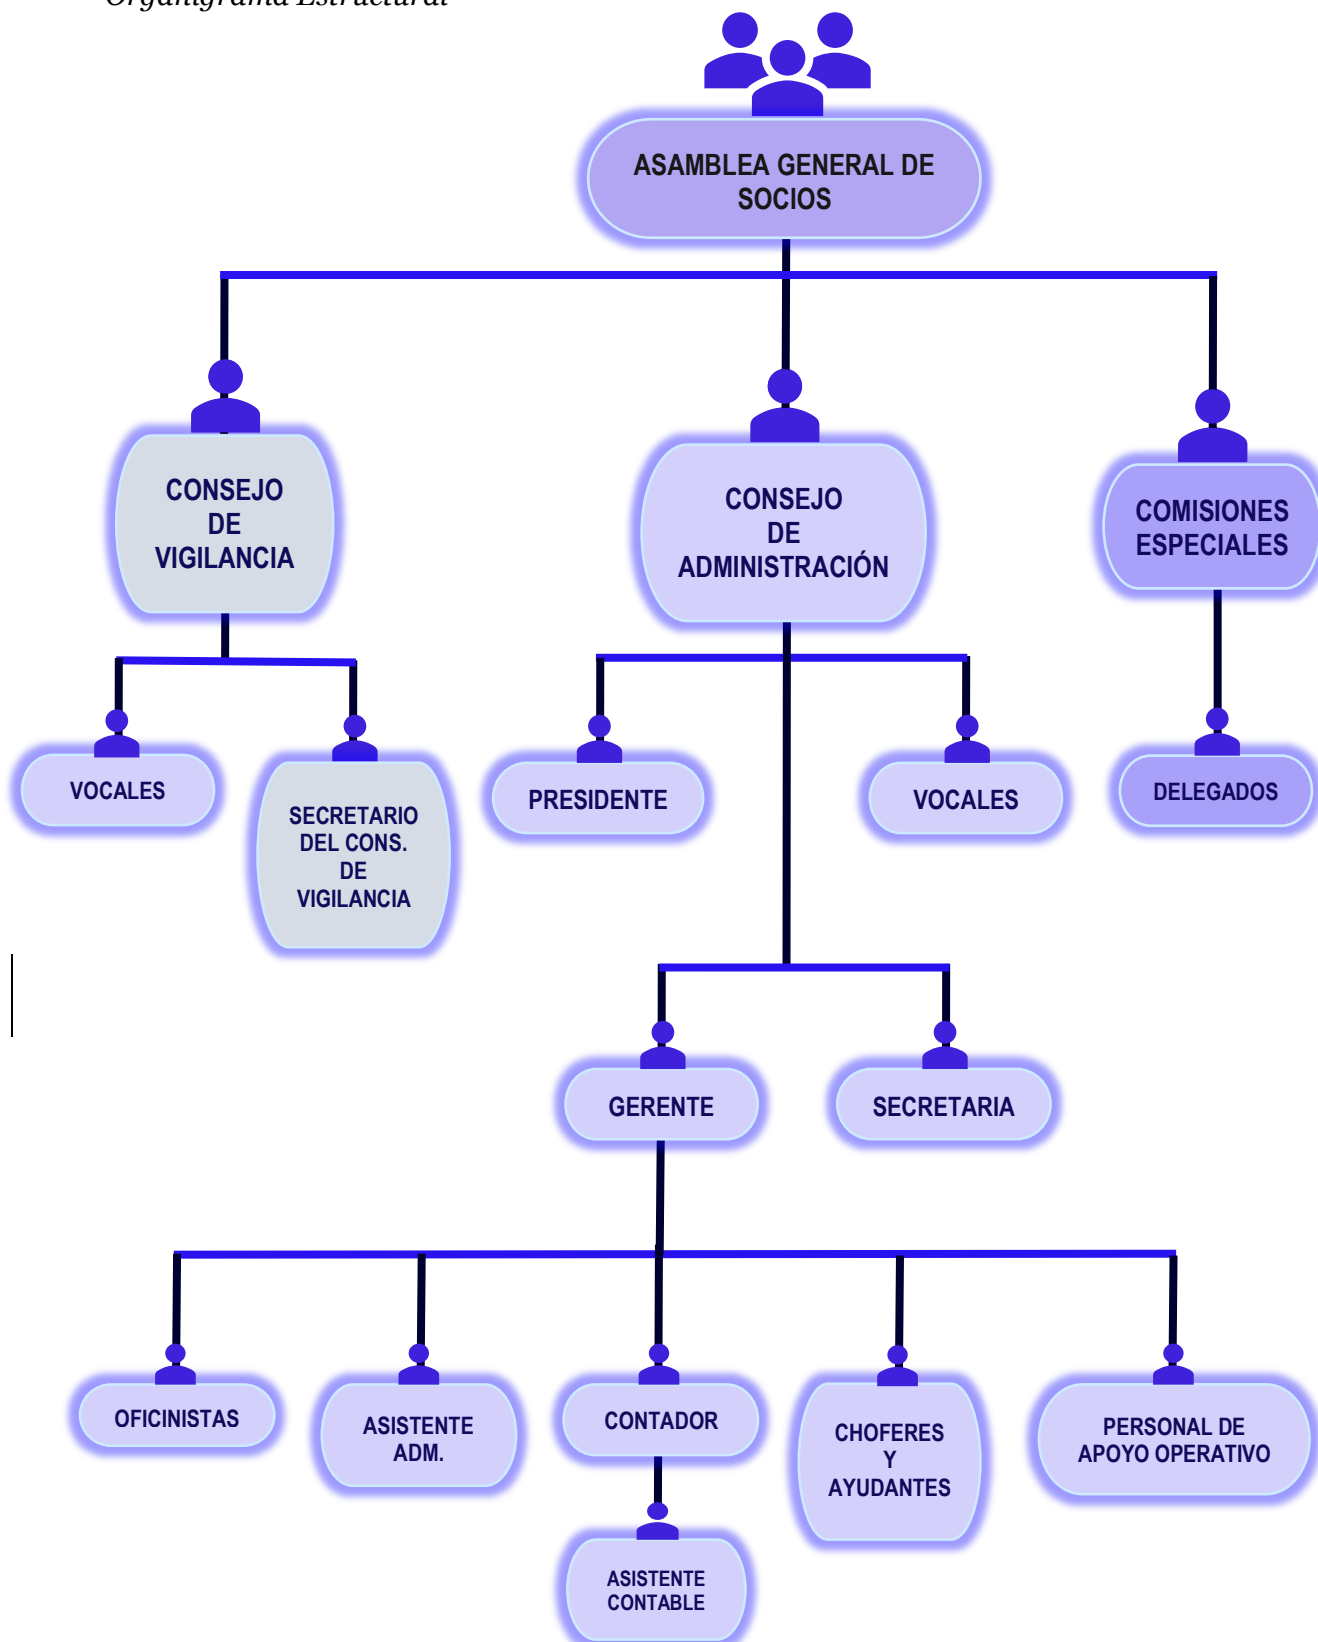 Organigrama Estructural
ASAMBLEA GENERAL DE
SOCIOS
CONSEJO
DE
VIGILANCIA
CONSEJO
DE
ADMINISTRACIÓN
COMISIONES
ESPECIALES
VOCALES
SECRETARIO
DEL CONS.
DE
VIGILANCIA
PRESIDENTE
VOCALES
DELEGADOS
GERENTE
SECRETARIA
OFICINISTAS
ASISTENTE
ADM.
CONTADOR
CHOFERES
Y
AYUDANTES
PERSONAL DE
APOYO OPERATIVO
ASISTENTE
CONTABLE